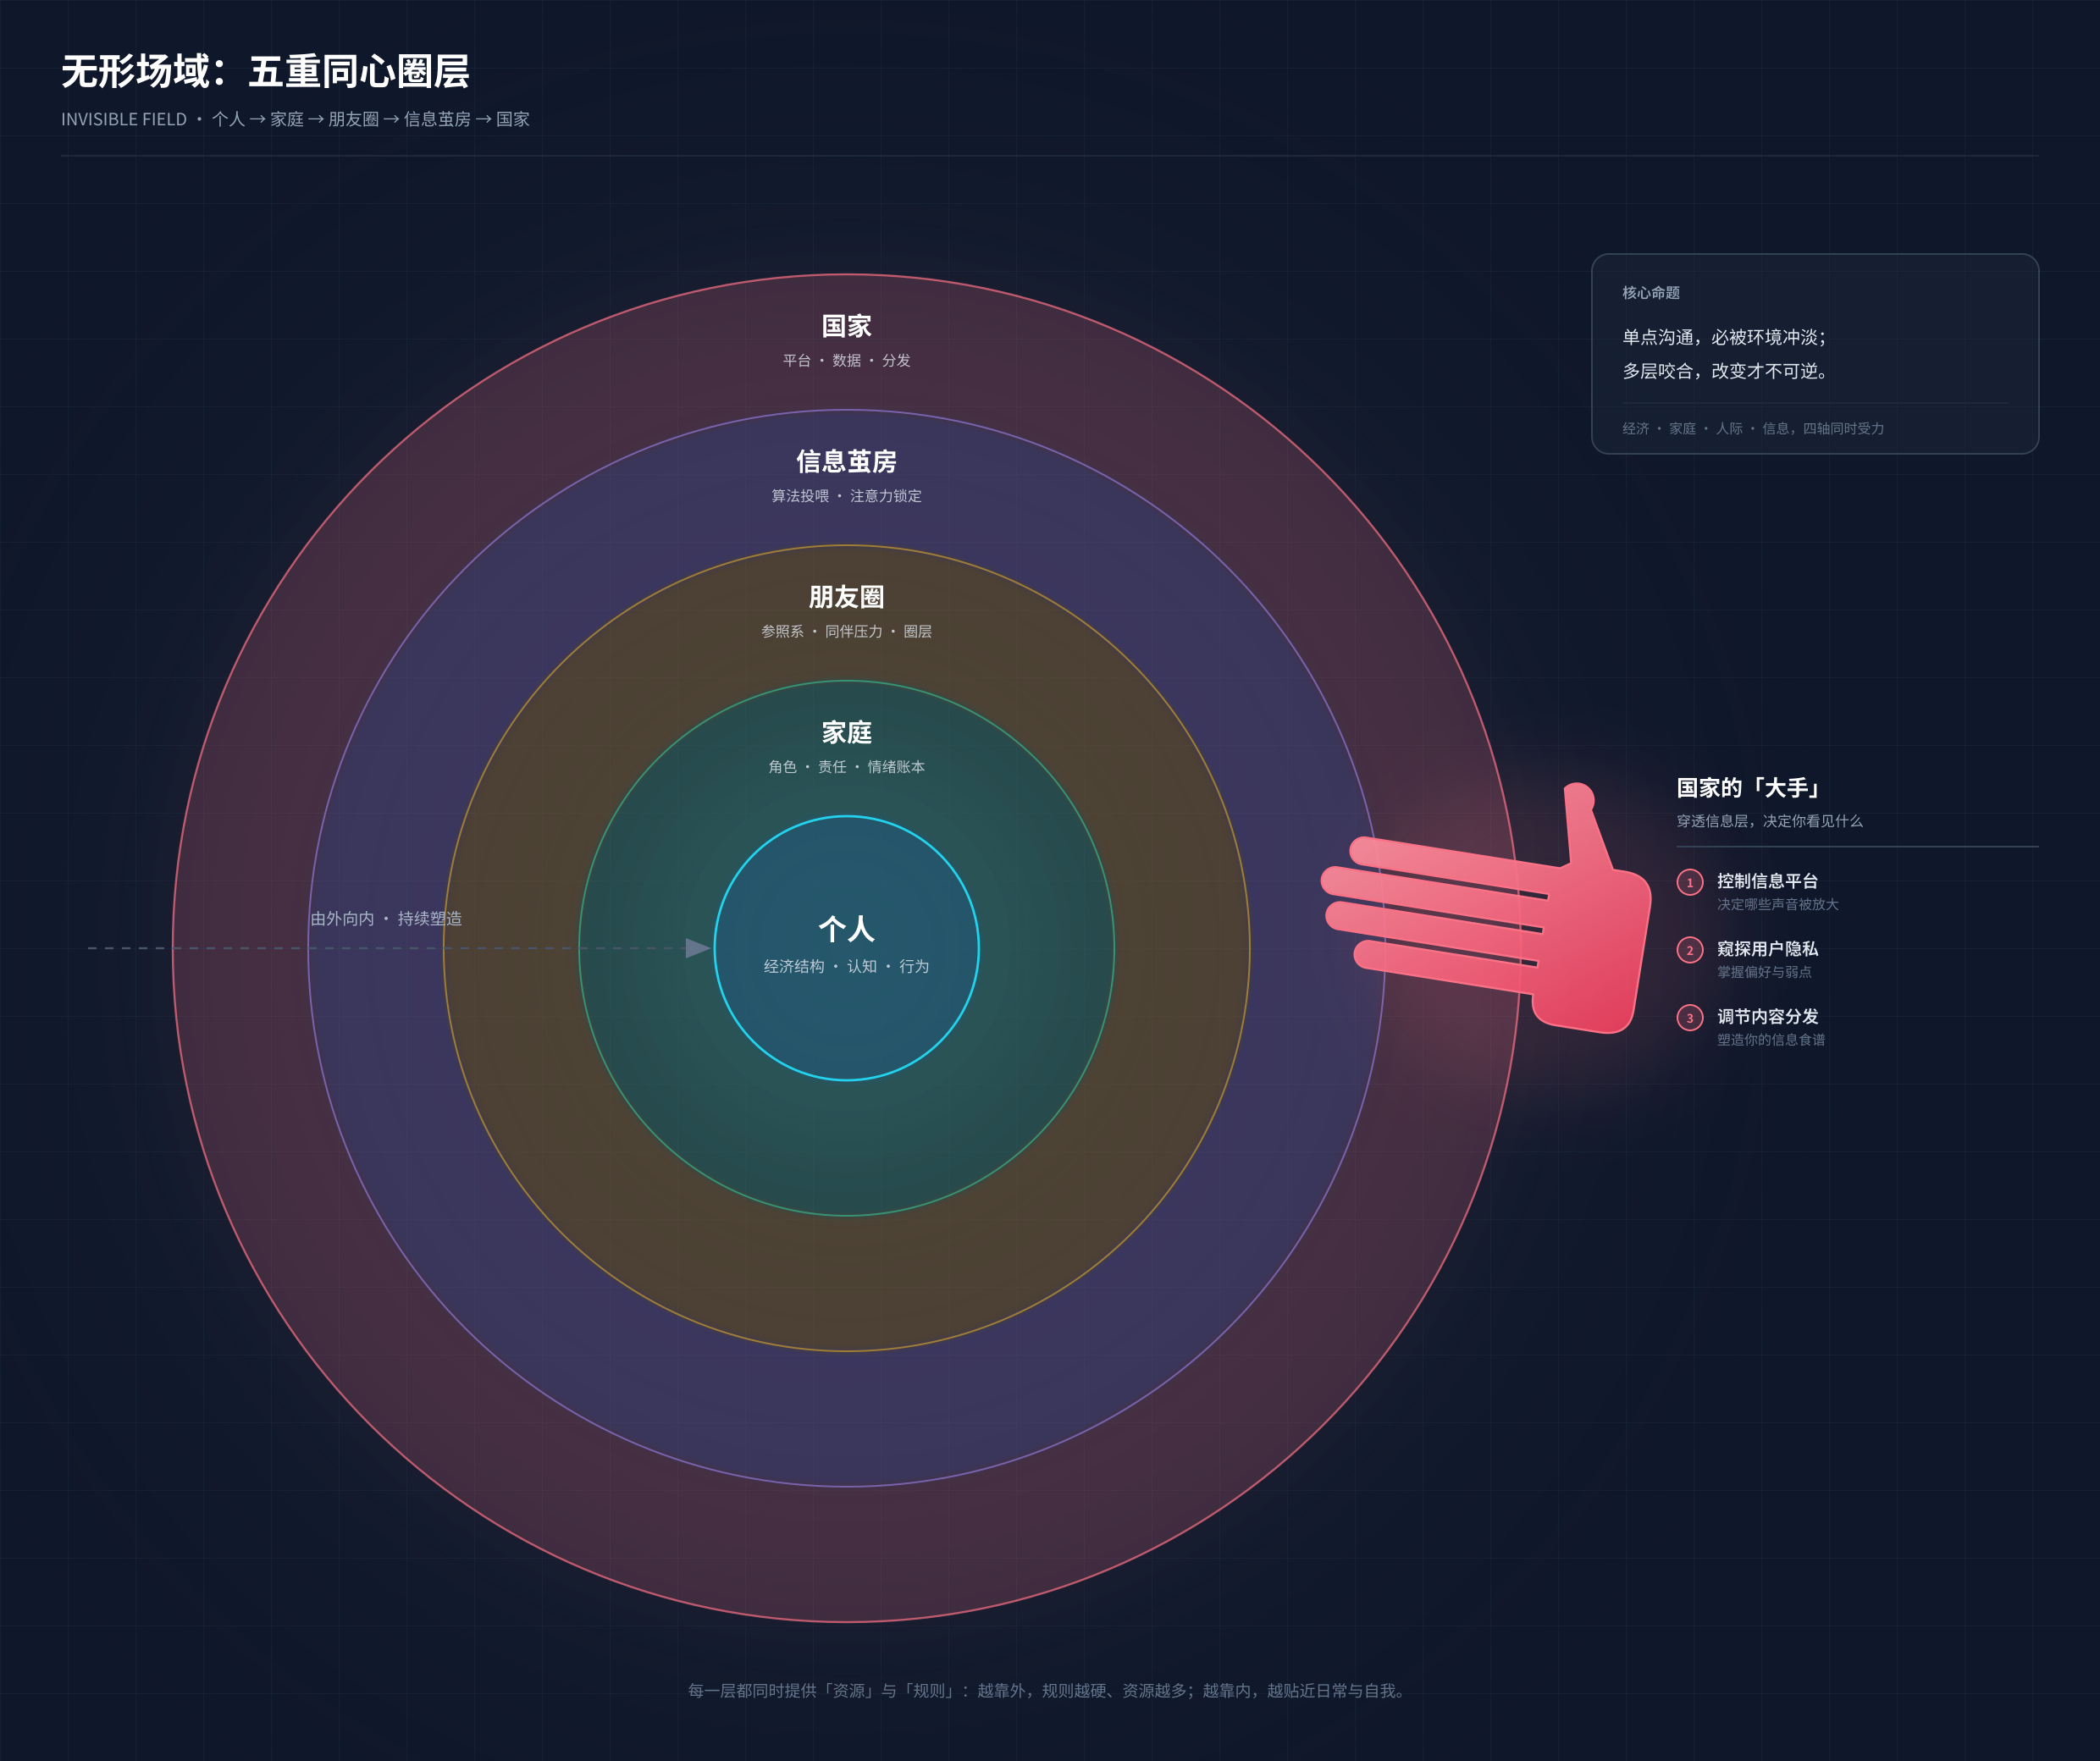 无形场域：五重同心圈层
INVISIBLE FIELD · 个人 → 家庭 → 朋友圈 → 信息茧房 → 国家
核心命题
单点沟通，必被环境冲淡；
多层咬合，改变才不可逆。
经济 · 家庭 · 人际 · 信息，四轴同时受力
国家
平台 · 数据 · 分发
信息茧房
算法投喂 · 注意力锁定
朋友圈
参照系 · 同伴压力 · 圈层
家庭
角色 · 责任 · 情绪账本
由外向内 · 持续塑造
个人
经济结构 · 认知 · 行为
国家的「大手」
穿透信息层，决定你看见什么
1 控制信息平台
决定哪些声音被放大
2 窥探用户隐私
掌握偏好与弱点
3 调节内容分发
塑造你的信息食谱
每一层都同时提供「资源」与「规则」：越靠外，规则越硬、资源越多；越靠内，越贴近日常与自我。